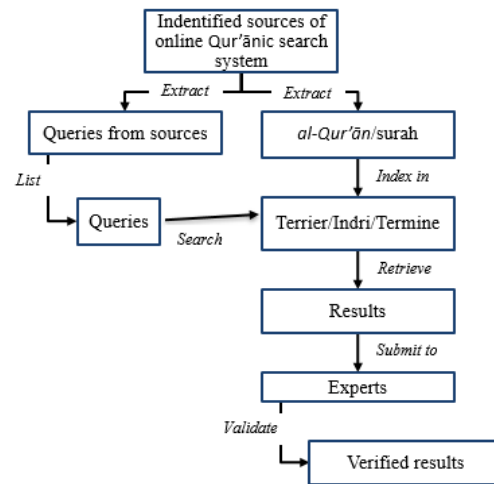 Indentified sources of
online Qur’ānic search
system
Extract
Extract
Queries from sources
al-Qur’ān/surah
List
Index in
Queries
Search
Terrier/Indri/Termine
Retrieve
Results
Submit to
Experts
Validate
Verified results